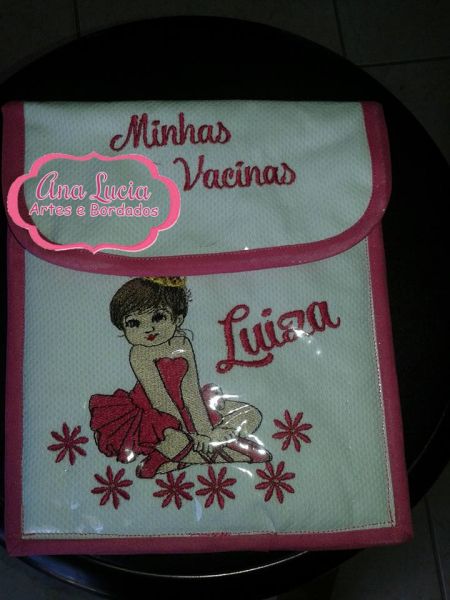 Minhas
Vacinas
Ana Lucia
Artes e Bordados
Luiza